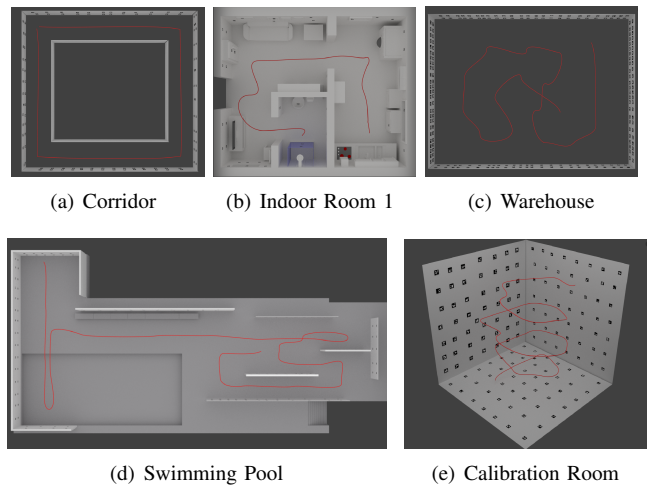 (a) Corridor
(b) Indoor Room 1
(c) Warehouse
(d) Swimming Pool
(e) Calibration Room